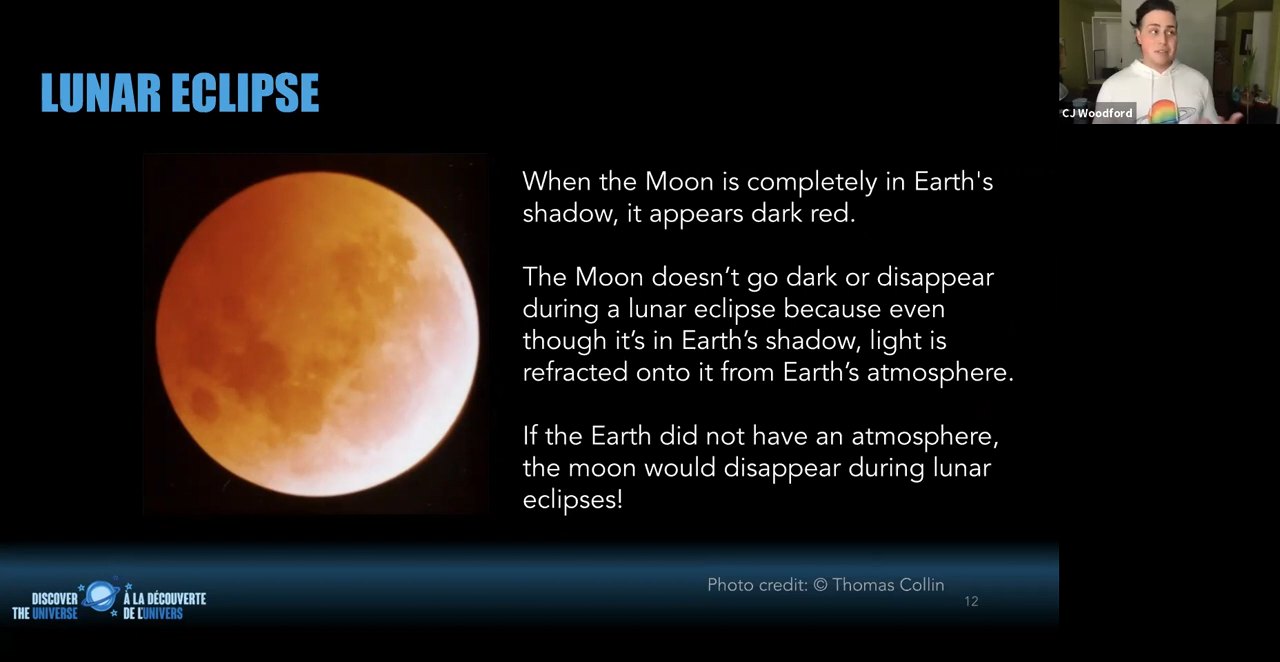 LUNAR ECLIPSE
CJ Woodford
When the Moon is completely in Earth's
shadow, it appears dark red.
The Moon doesn’t go dark or disappear
during a lunar eclipse because even
though it’s in Earth’s shadow, light is
refracted onto it from Earth’s atmosphere.
If the Earth did not have an atmosphere,
the moon would disappear during lunar
eclipses!
Photo credit: © Thomas Collin
12
DISCOVER
THE UNIVERSE
À LA DÉCOUVERTE
DE L'UNIVERS